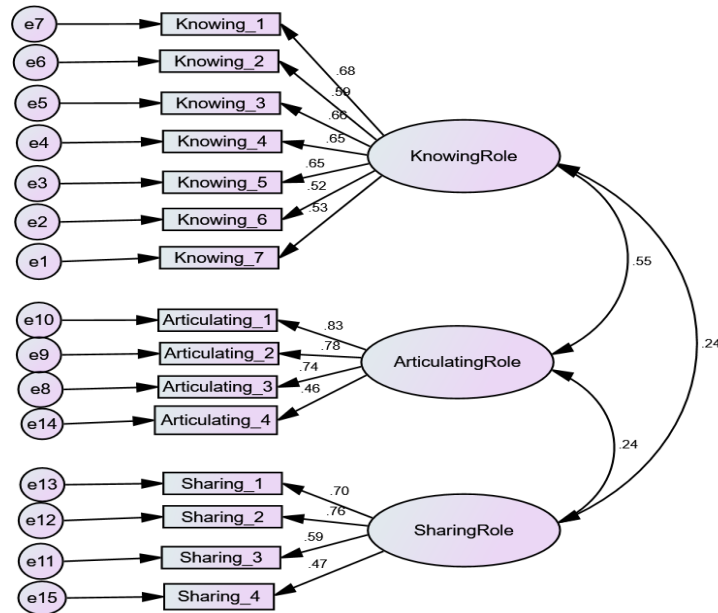 e7
Knowing_1
e6
Knowing_2
.68
.59
e5
Knowing_3
.66
e4
Knowing_4
.65
KnowingRole
e3
Knowing_5
.65
e2
Knowing_6
.52
.53
e1
Knowing_7
.55
e10
Articulating_1
.83
e9
Articulating_2
.78
ArticulatingRole
.24
e8
Articulating_3
.74
.46
e14
Articulating_4
.24
e13
Sharing_1
.70
e12
Sharing_2
.76
SharingRole
e11
Sharing_3
.59
.47
e15
Sharing_4